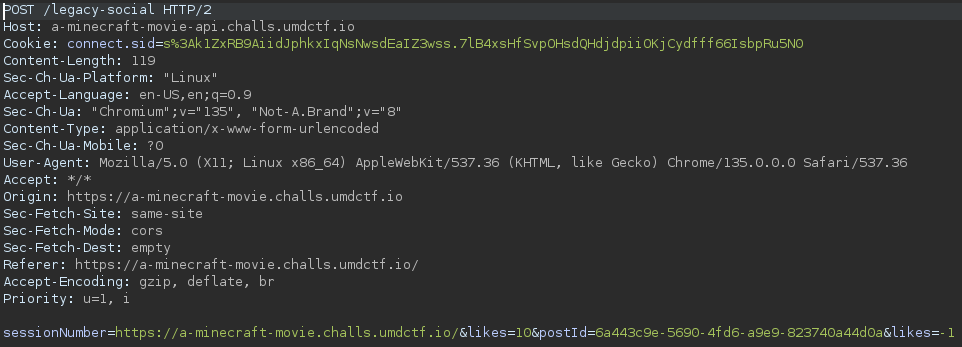 POST /legacy-social HTTP/2
Host: a-minecraft-movie-api.challs.umdctf.io
Cookie: connect.sid=s%3Ak1ZxRB9AiidJphkxIqNsNwsdEaIZ3wss.7lB4xsHfSvpOHsdQHdjdpiiOKjCydfff66IsbpRu5N0
Content-Length: 119
Sec-Ch-Ua-Platform: "Linux"
Accept-Language: en-US,en;q=0.9
Sec-Ch-Ua: "Chromium";v="135", "Not-A.Brand";v="8"
Content-Type: application/x-www-form-urlencoded
Sec-Ch-Ua-Mobile: ?0
User-Agent: Mozilla/5.0 (X11; Linux x86_64) AppleWebKit/537.36 (KHTML, like Gecko) Chrome/135.0.0.0 Safari/537.36
Accept: */*
Origin: https://a-minecraft-movie.challs.umdctf.io
Sec-Fetch-Site: same-site
Sec-Fetch-Mode: cors
Sec-Fetch-Dest: empty
Referer: https://a-minecraft-movie.challs.umdctf.io/
Accept-Encoding: gzip, deflate, br
Priority: u=1, i
sessionNumber=https://a-minecraft-movie.challs.umdctf.io/&likes=10&postId=6a443c9e-5690-4fd6-a9e9-823740a44d0a&likes=-1